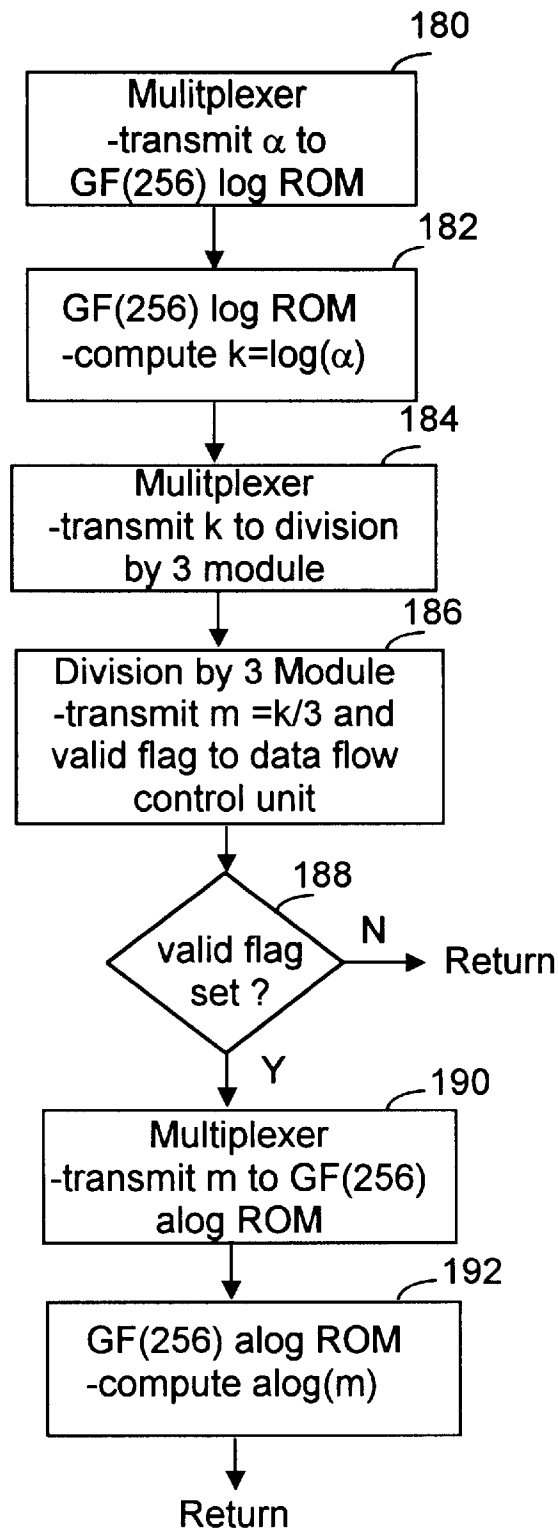 180
Mulitplexer
-transmit α to
GF(256) log ROM
182
GF(256) log ROM
-compute k=log(α)
184
Mulitplexer
-transmit k to division
by 3 module
186
Division by 3 Module
-transmit m =k/3 and
valid flag to data flow
control unit
188
valid flag
set ?
N
Return
Y
190
Multiplexer
-transmit m to GF(256)
alog ROM
192
GF(256) alog ROM
-compute alog(m)
Return